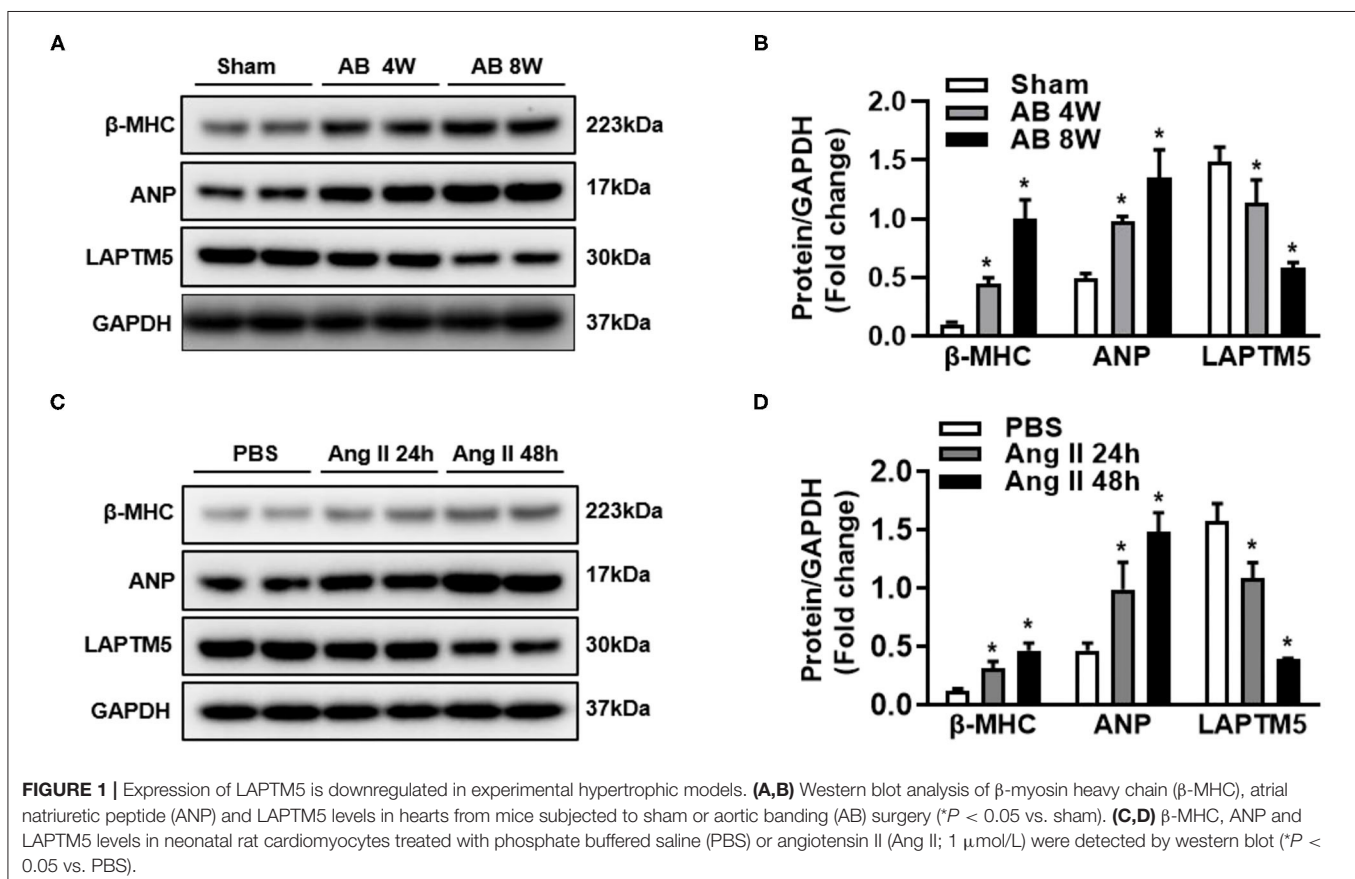 A
Sham AB 4W AB 8W
β-MHC 223kDa
ANP 17kDa
LAPTM5 30kDa
GAPDH 37kDa
B
Sham
AB 4W
AB 8W
Protein/GAPDH
(Fold change)
2.0
1.5
1.0
0.5
0.0
* * * * * *
β-MHC ANP LAPTM5
C
PBS Ang II 24h Ang II 48h
β-MHC 223kDa
ANP 17kDa
LAPTM5 30kDa
GAPDH 37kDa
D
PBS
Ang II 24h
Ang II 48h
Protein/GAPDH
(Fold change)
2.0
1.5
1.0
0.5
0.0
* * * * * *
β-MHC ANP LAPTM5
FIGURE 1 | Expression of LAPTM5 is downregulated in experimental hypertrophic models. (A,B) Western blot analysis of β-myosin heavy chain (β-MHC), atrial
natriuretic peptide (ANP) and LAPTM5 levels in hearts from mice subjected to sham or aortic banding (AB) surgery (*P < 0.05 vs. sham). (C,D) β-MHC, ANP and
LAPTM5 levels in neonatal rat cardiomyocytes treated with phosphate buffered saline (PBS) or angiotensin II (Ang II; 1 μmol/L) were detected by western blot (*P <
0.05 vs. PBS).